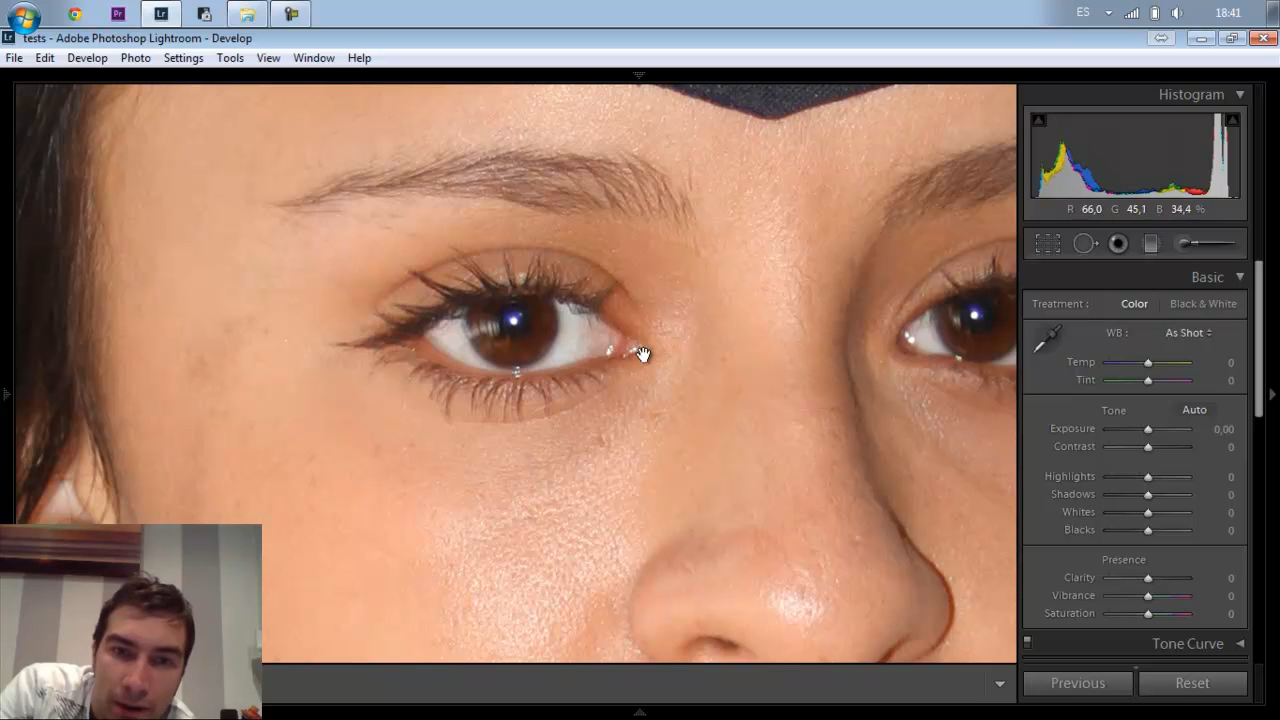 Pr
Lr
ES
18:41
Lr tests - Adobe Photoshop Lightroom - Develop
File Edit Develop Photo Settings Tools View Window Help
Histogram
R 66,0 G 45,1 B 34,4 %
Basic
Treatment : Color Black & White
WB : As Shot
Temp 0
Tint 0
Tone Auto
Exposure 0,00
Contrast 0
Highlights 0
Shadows 0
Whites 0
Blacks 0
Presence
Clarity 0
Vibrance 0
Saturation 0
Tone Curve
Previous Reset